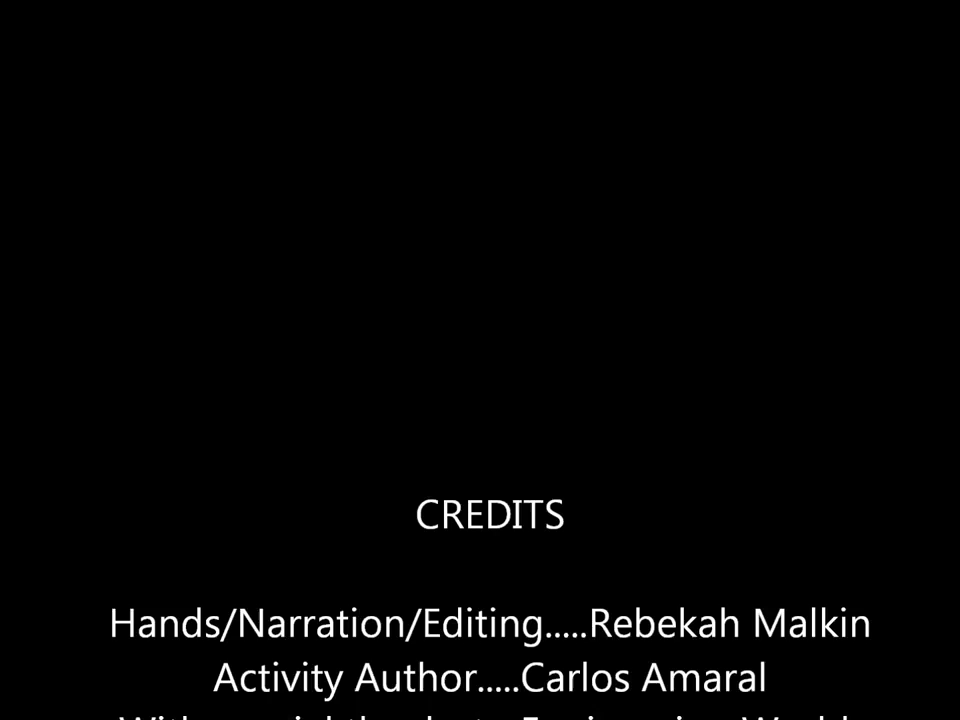 CREDITS
Hands/Narration/Editing.....Rebekah Malkin
Activity Author.....Carlos Amaral